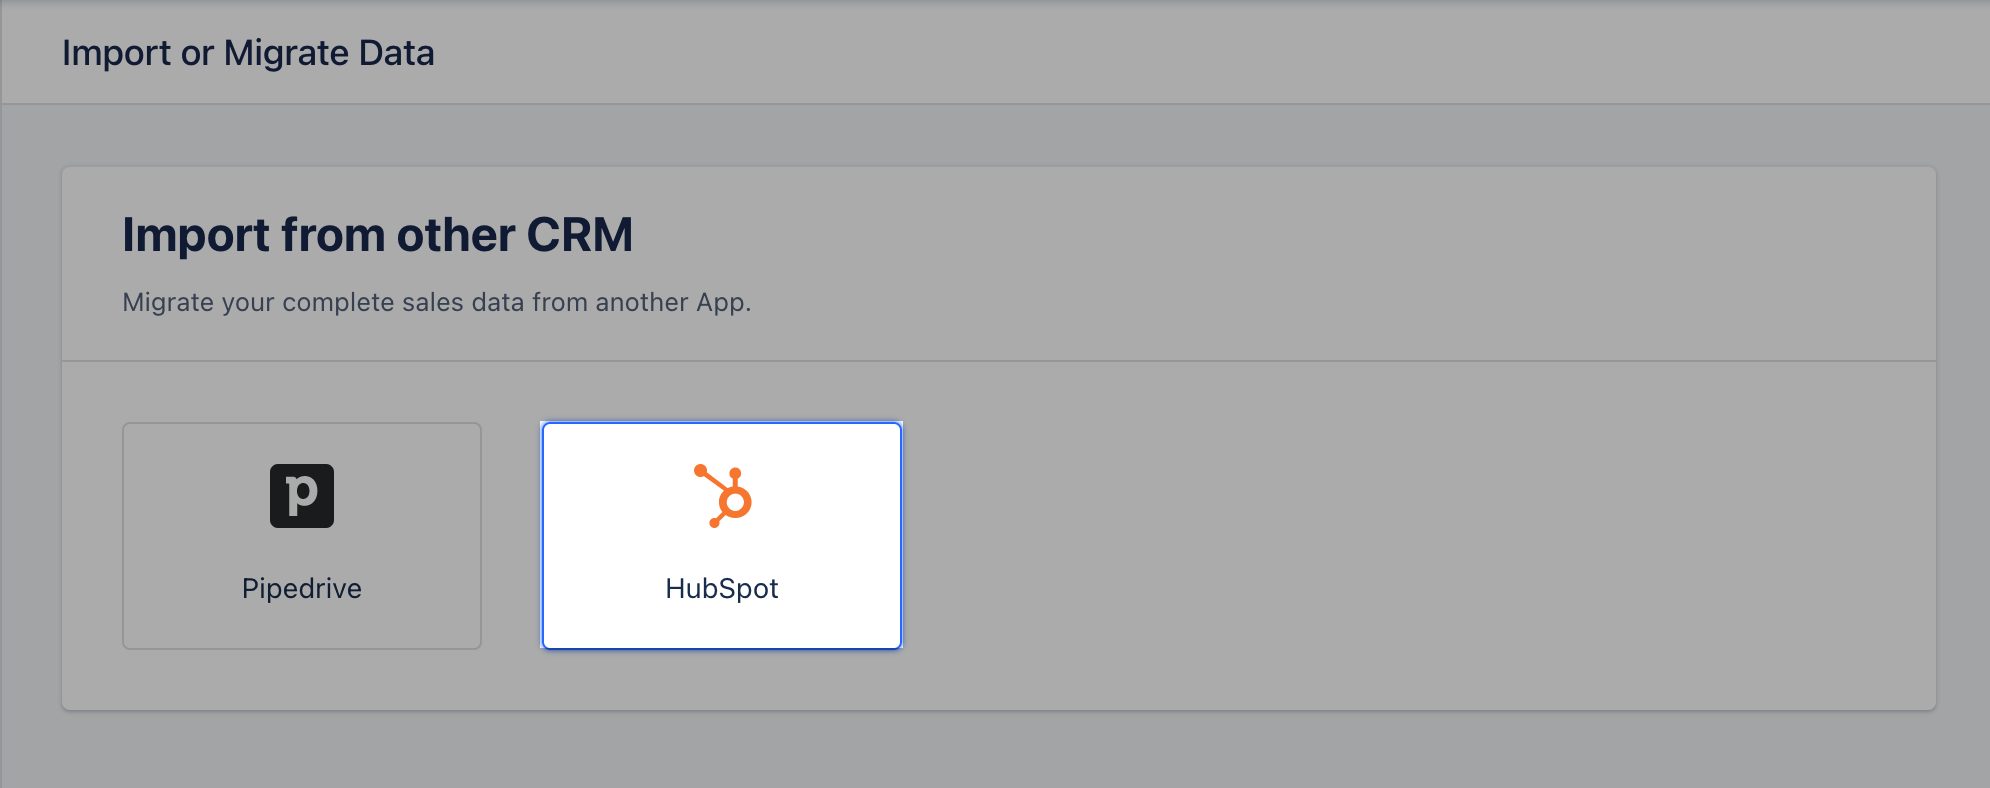 Import or Migrate Data
Import from other CRM
Migrate your complete sales data from another App.
p
Pipedrive
HubSpot